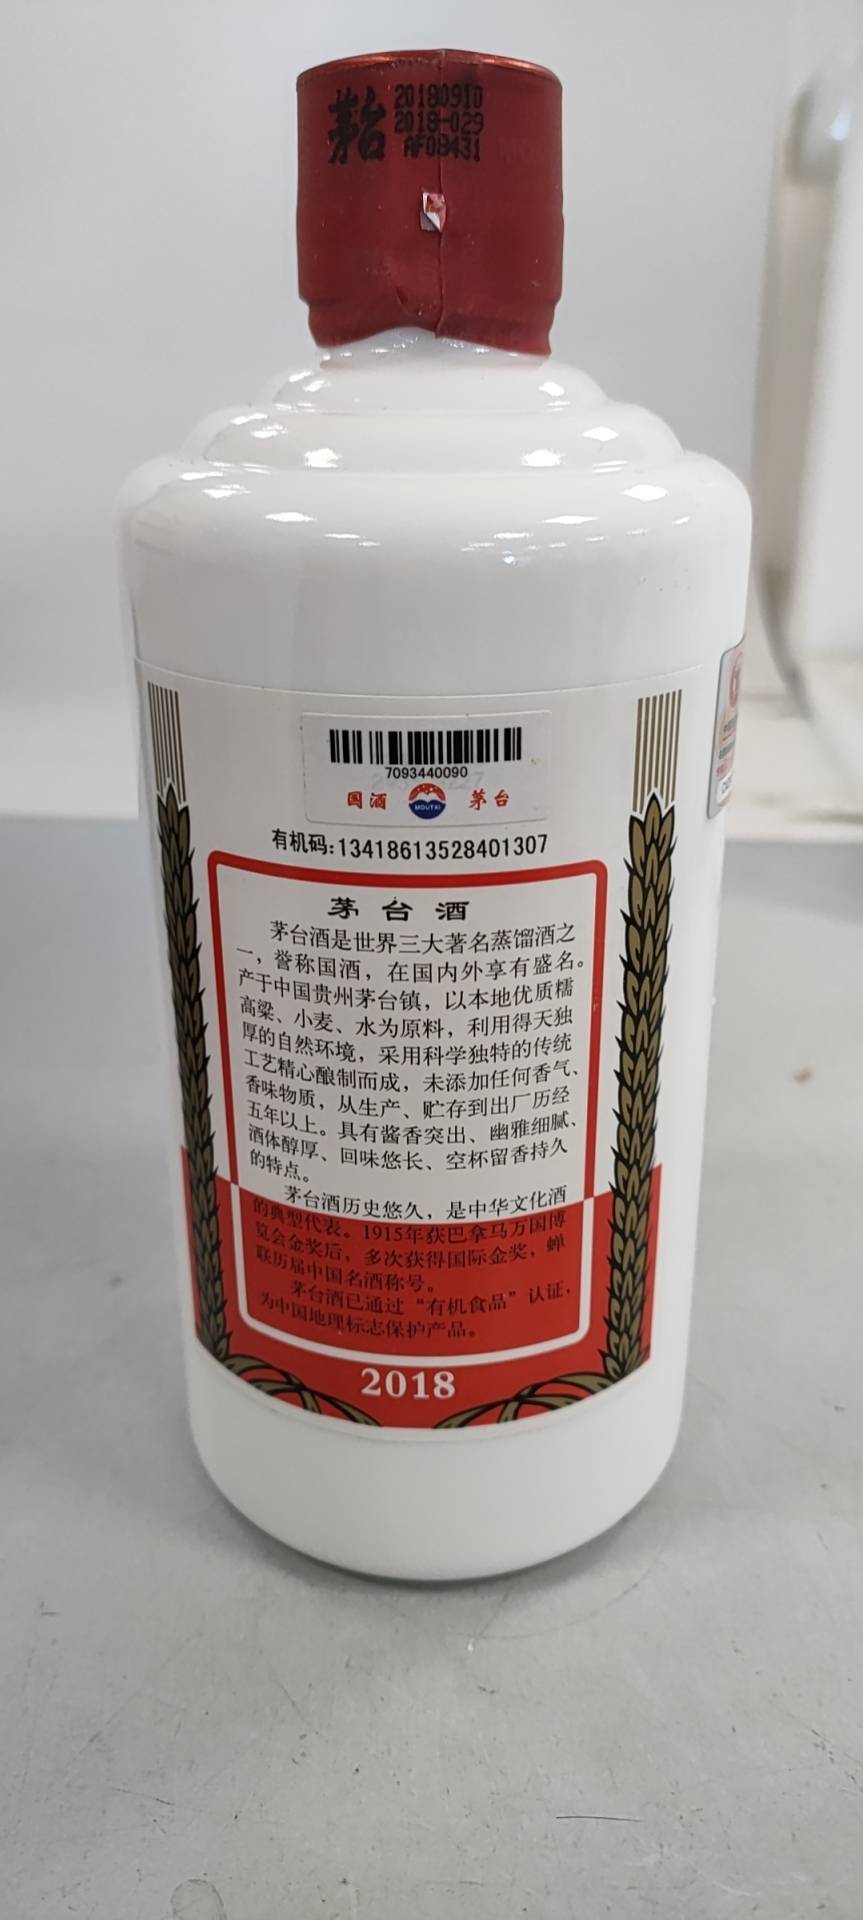 茅台
20180910
2018-029
AF08431
7093440090
国酒 MOUTAI 茅台
有机码:13418613528401307
茅台酒
茅台酒是世界三大著名蒸馏酒之
一，誉称国酒，在国内外享有盛名。
产于中国贵州茅台镇，以本地优质糯
高粱、小麦、水为原料，利用得天独
厚的自然环境，采用科学独特的传统
工艺精心酿制而成，未添加任何香气、
香味物质，从生产、贮存到出厂历经
五年以上。具有酱香突出、幽雅细腻、
酒体醇厚、回味悠长、空杯留香持久
的特点。
茅台酒历史悠久，是中华文化酒
的典型代表。1915年获巴拿马万国博
览会金奖后，多次获得国际金奖，蝉
联历届中国名酒称号。
茅台酒已通过“有机食品”认证，
为中国地理标志保护产品。
2018